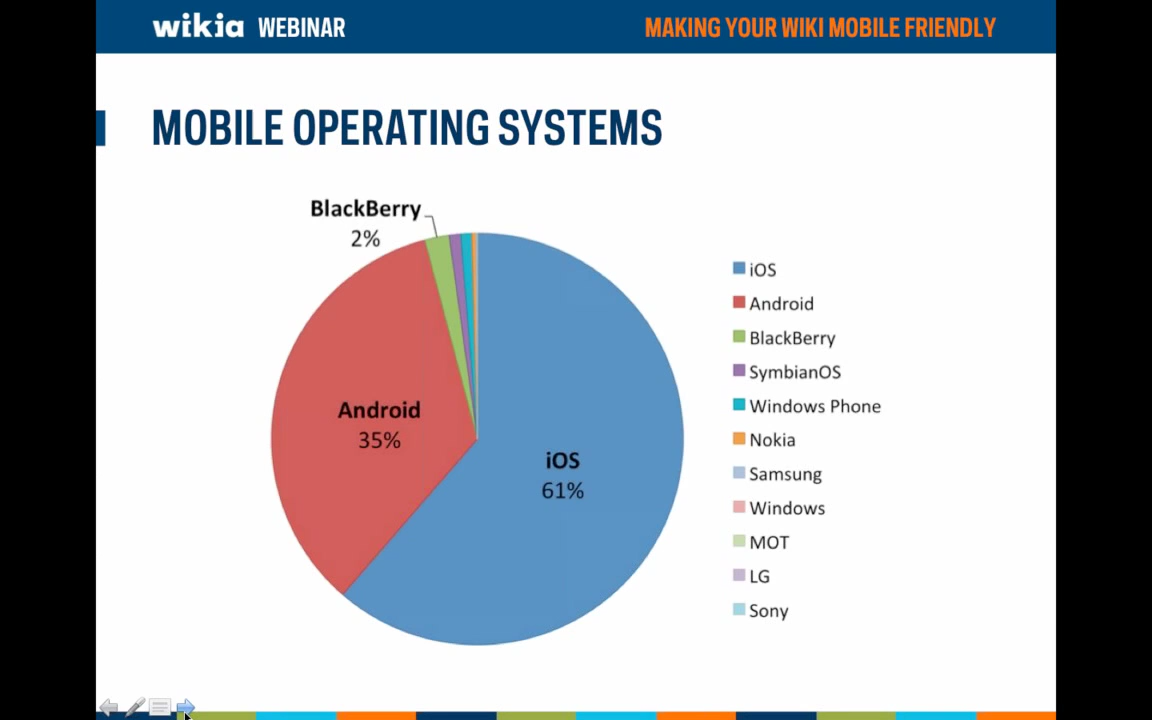 wikia WEBINAR
MAKING YOUR WIKI MOBILE FRIENDLY
MOBILE OPERATING SYSTEMS
BlackBerry
2%
Android
35%
iOS
61%
iOS
Android
BlackBerry
SymbianOS
Windows Phone
Nokia
Samsung
Windows
MOT
LG
Sony